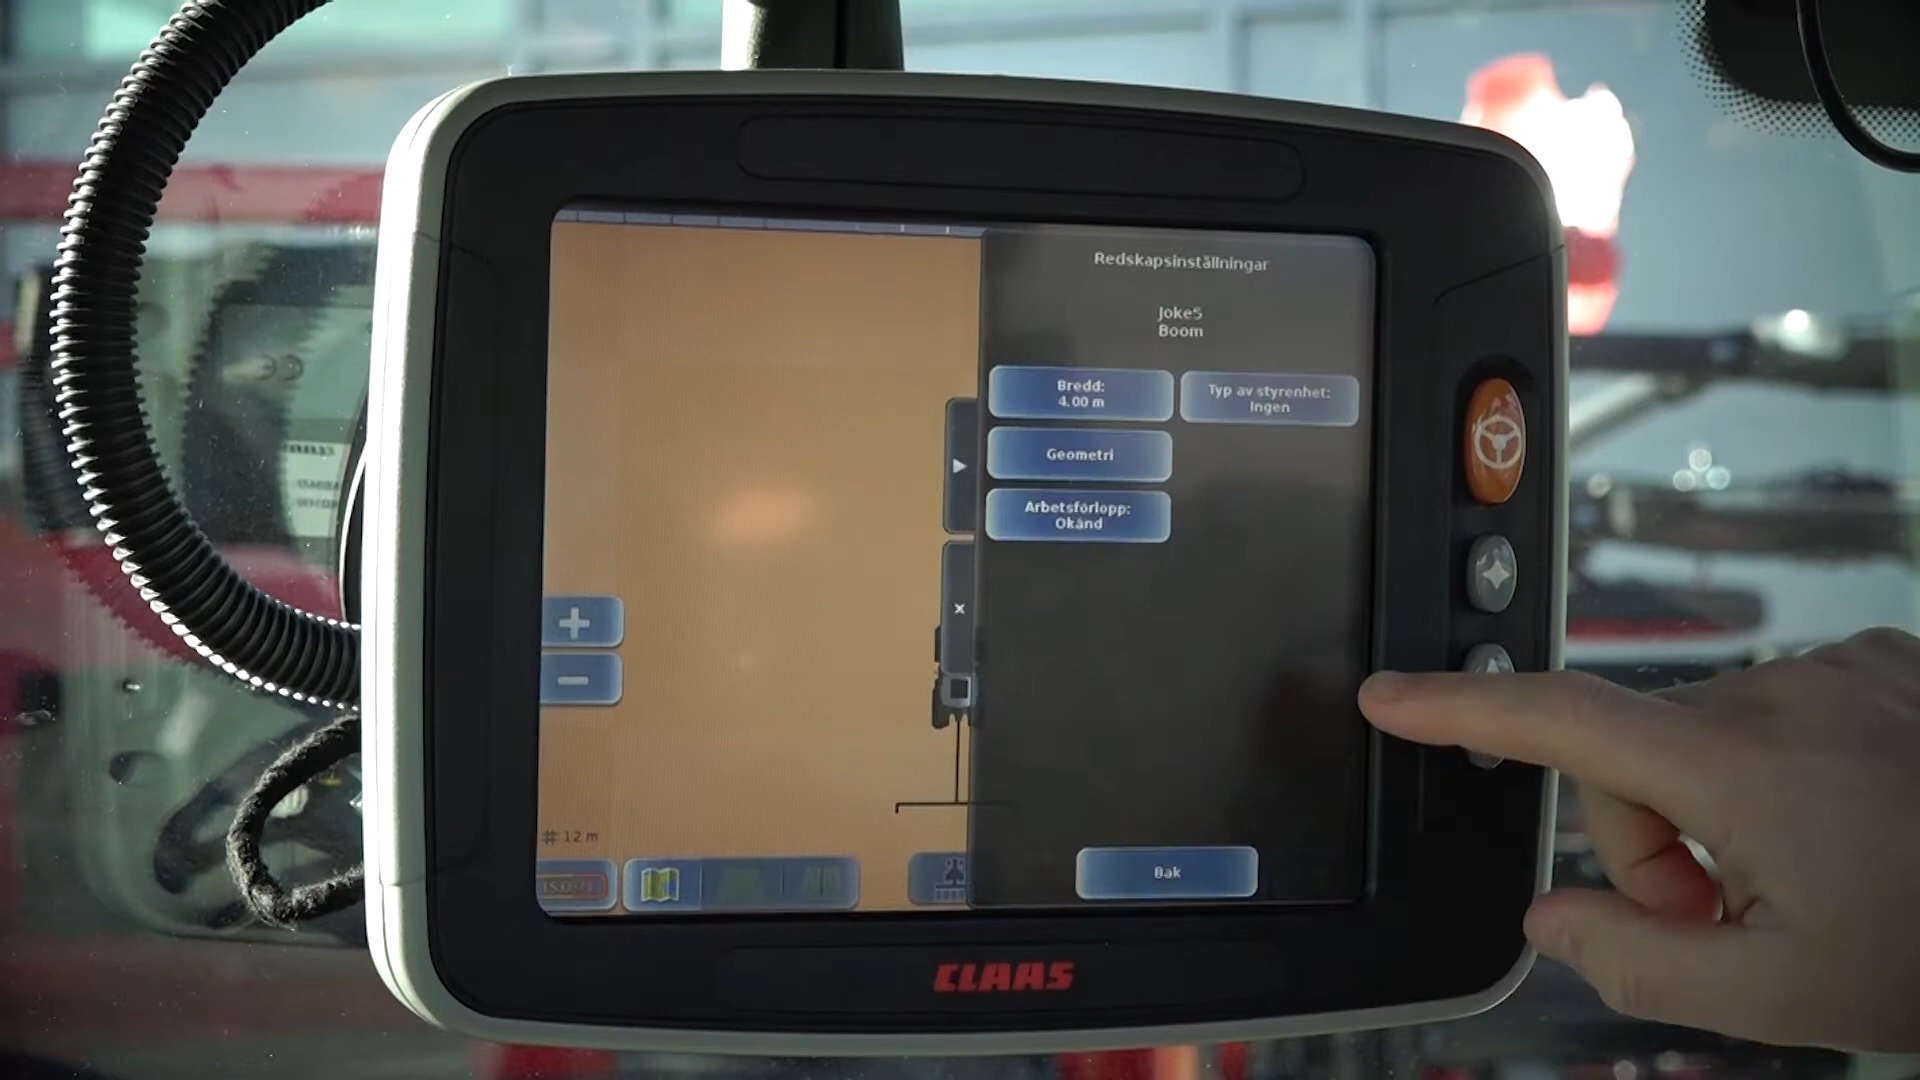 Redskapsinställningar
Joke5
Boom
Bredd:
4.00 m
Typ av styrenhet:
Ingen
Geometri
Arbetsförlopp:
Okänd
12 m
Bak
CLAAS